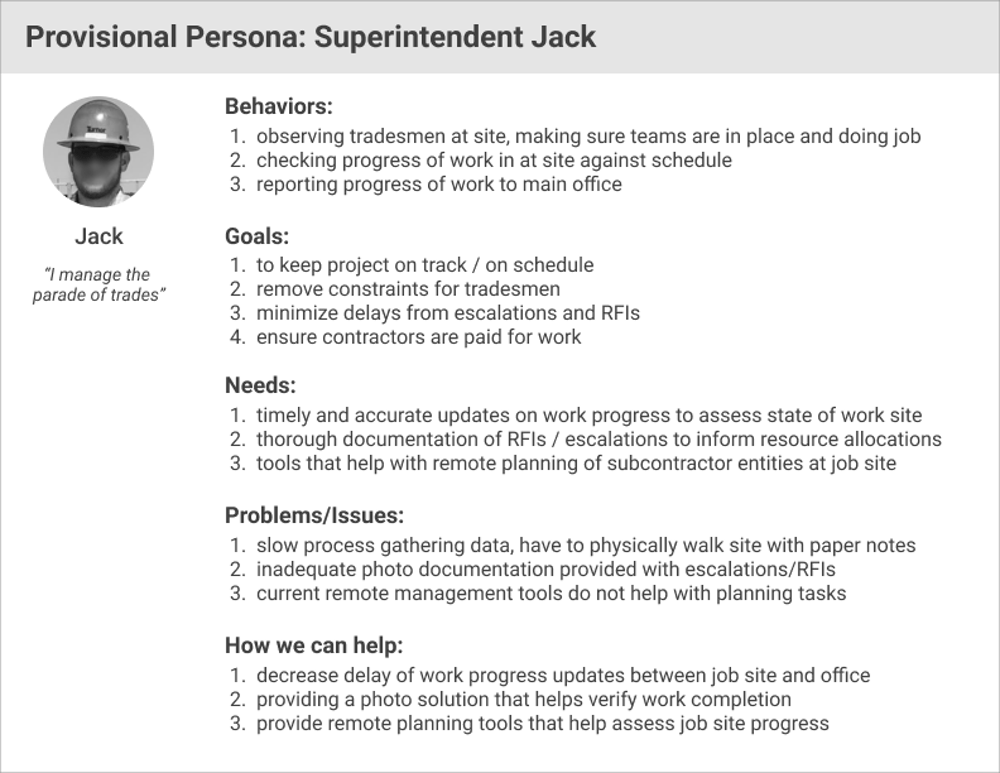 Provisional Persona: Superintendent Jack
Turner
Jack
“I manage the
parade of trades”
Behaviors:
1. observing tradesmen at site, making sure teams are in place and doing job
2. checking progress of work in at site against schedule
3. reporting progress of work to main office
Goals:
1. to keep project on track / on schedule
2. remove constraints for tradesmen
3. minimize delays from escalations and RFIs
4. ensure contractors are paid for work
Needs:
1. timely and accurate updates on work progress to assess state of work site
2. thorough documentation of RFIs / escalations to inform resource allocations
3. tools that help with remote planning of subcontractor entities at job site
Problems/Issues:
1. slow process gathering data, have to physically walk site with paper notes
2. inadequate photo documentation provided with escalations/RFIs
3. current remote management tools do not help with planning tasks
How we can help:
1. decrease delay of work progress updates between job site and office
2. providing a photo solution that helps verify work completion
3. provide remote planning tools that help assess job site progress